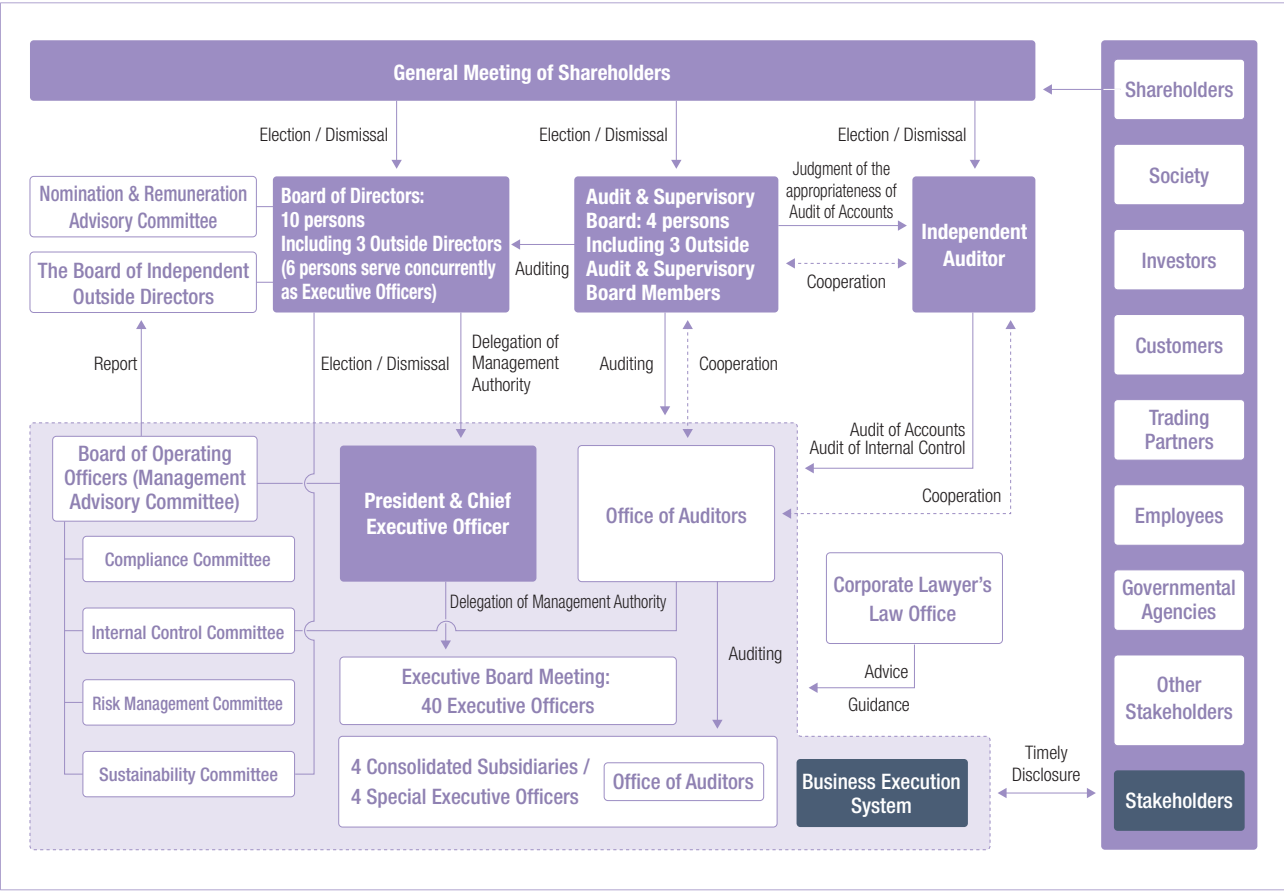 General Meeting of Shareholders
Election / Dismissal
Election / Dismissal
Election / Dismissal
Nomination & Remuneration
Advisory Committee
The Board of Independent
Outside Directors
Board of Directors:
10 persons
Including 3 Outside Directors
(6 persons serve concurrently
as Executive Officers)
Auditing
Audit & Supervisory
Board: 4 persons
Including 3 Outside
Audit & Supervisory
Board Members
Judgment of the
appropriateness of
Audit of Accounts
Cooperation
Independent
Auditor
Report
Election / Dismissal
Delegation of
Management
Authority
Auditing
Cooperation
Audit of Accounts
Audit of Internal Control
Cooperation
Board of Operating
Officers (Management
Advisory Committee)
President & Chief
Executive Officer
Office of Auditors
Compliance Committee
Internal Control Committee
Risk Management Committee
Sustainability Committee
Delegation of Management Authority
Auditing
Executive Board Meeting:
40 Executive Officers
4 Consolidated Subsidiaries /
4 Special Executive Officers
Office of Auditors
Corporate Lawyer's
Law Office
Advice
Guidance
Business Execution
System
Timely
Disclosure
Shareholders
Society
Investors
Customers
Trading
Partners
Employees
Governmental
Agencies
Other
Stakeholders
Stakeholders